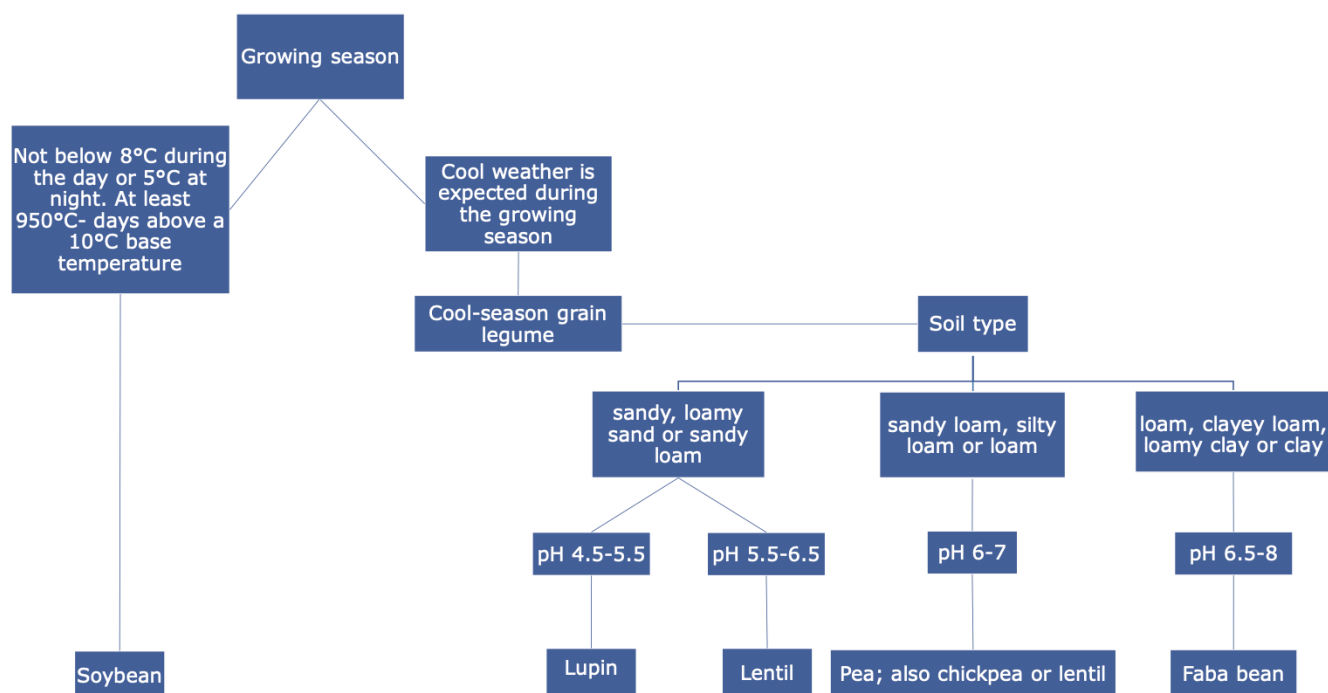 Growing season
Not below 8°C during
the day or 5°C at
night. At least
950°C- days above a
10°C base
temperature
Cool weather is
expected during
the growing
season
Cool-season grain
legume
Soil type
sandy, loamy
sand or sandy
loam
sandy loam, silty
loam or loam
loam, clayey loam,
loamy clay or clay
pH 4.5-5.5
pH 5.5-6.5
pH 6-7
pH 6.5-8
Soybean
Lupin
Lentil
Pea; also chickpea or lentil
Faba bean